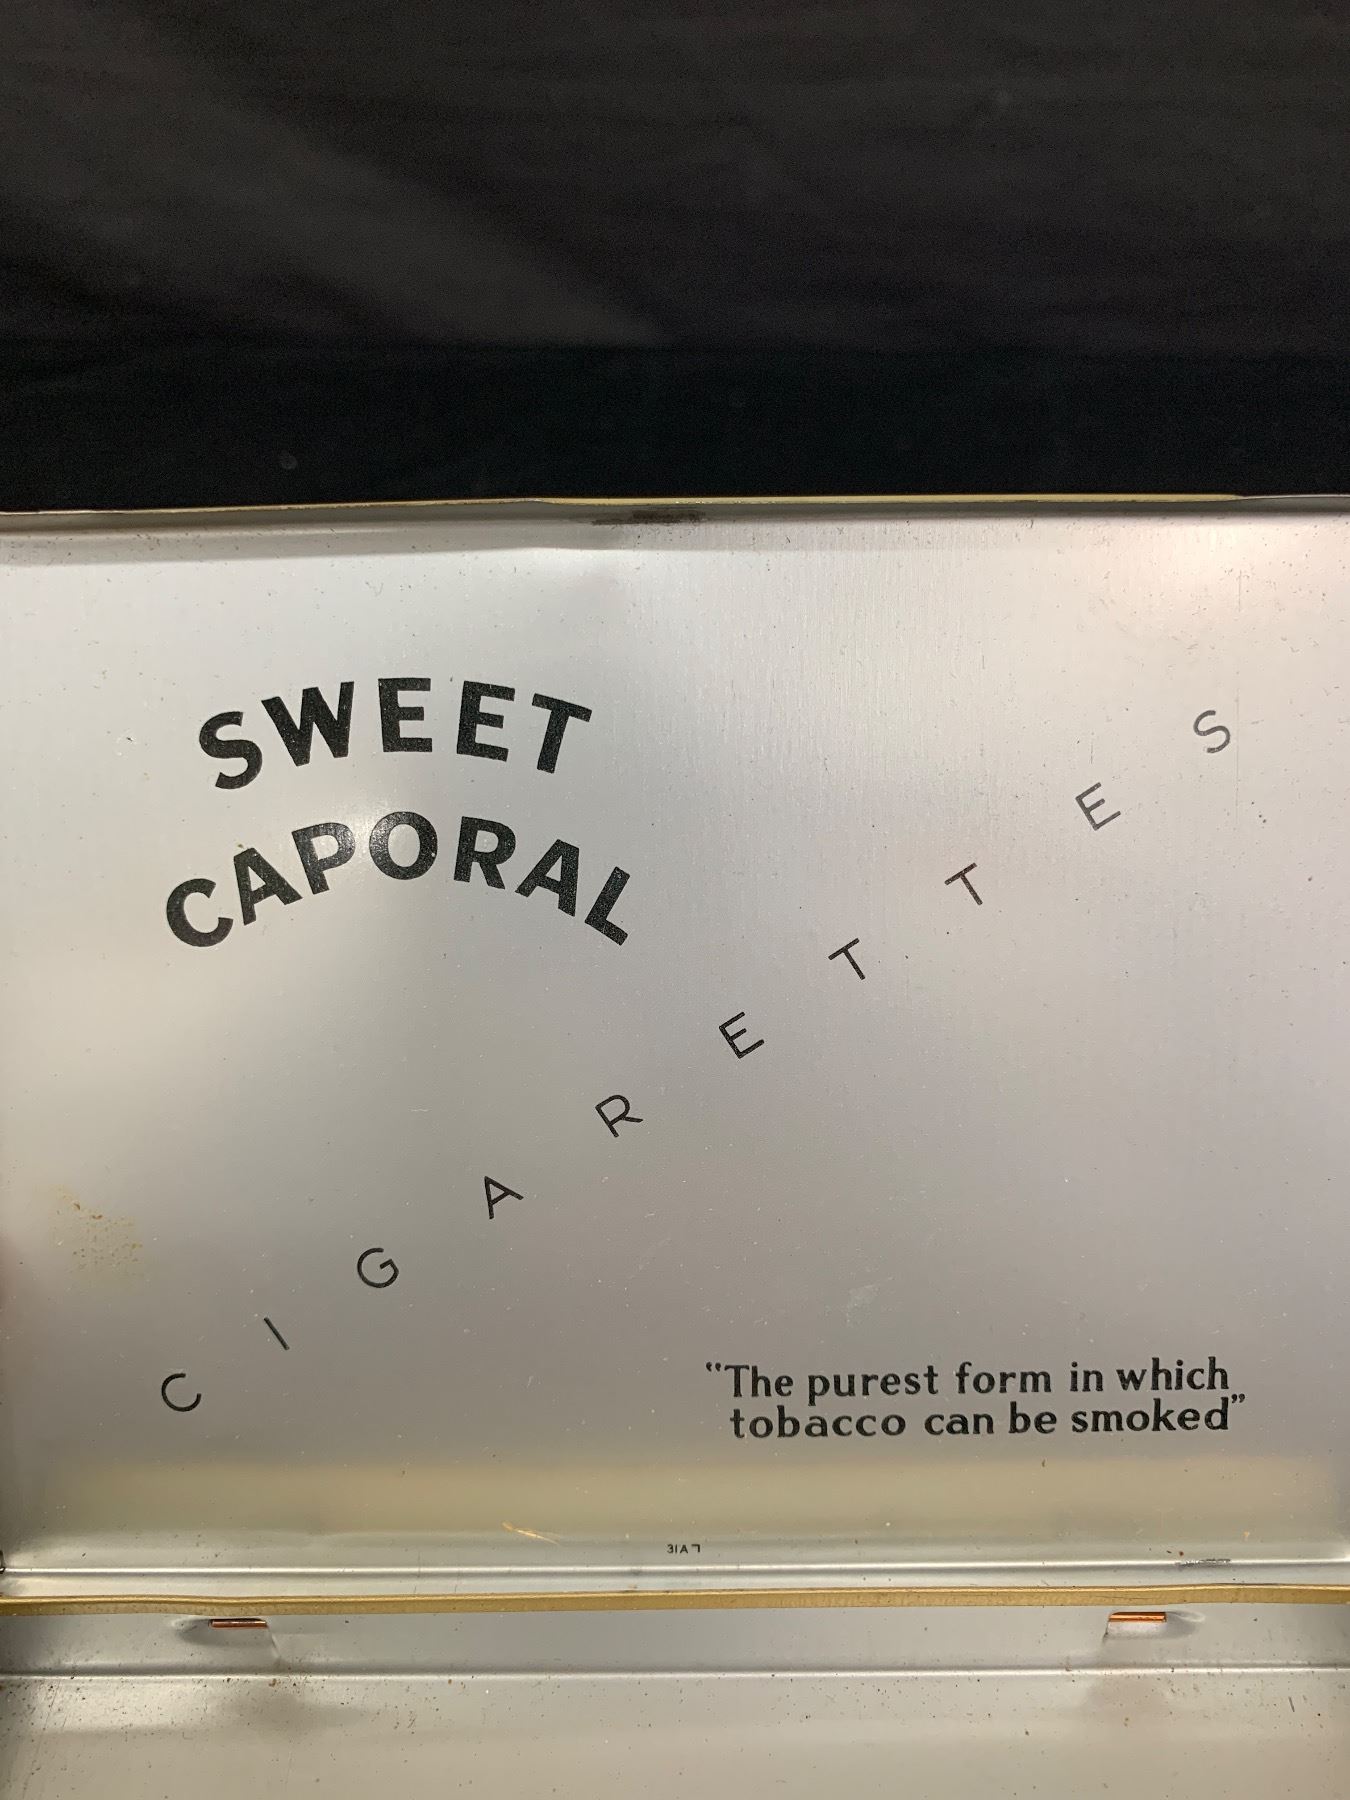 SWEET
CAPORAL
CIGARETTES
“The purest form in which
tobacco can be smoked”